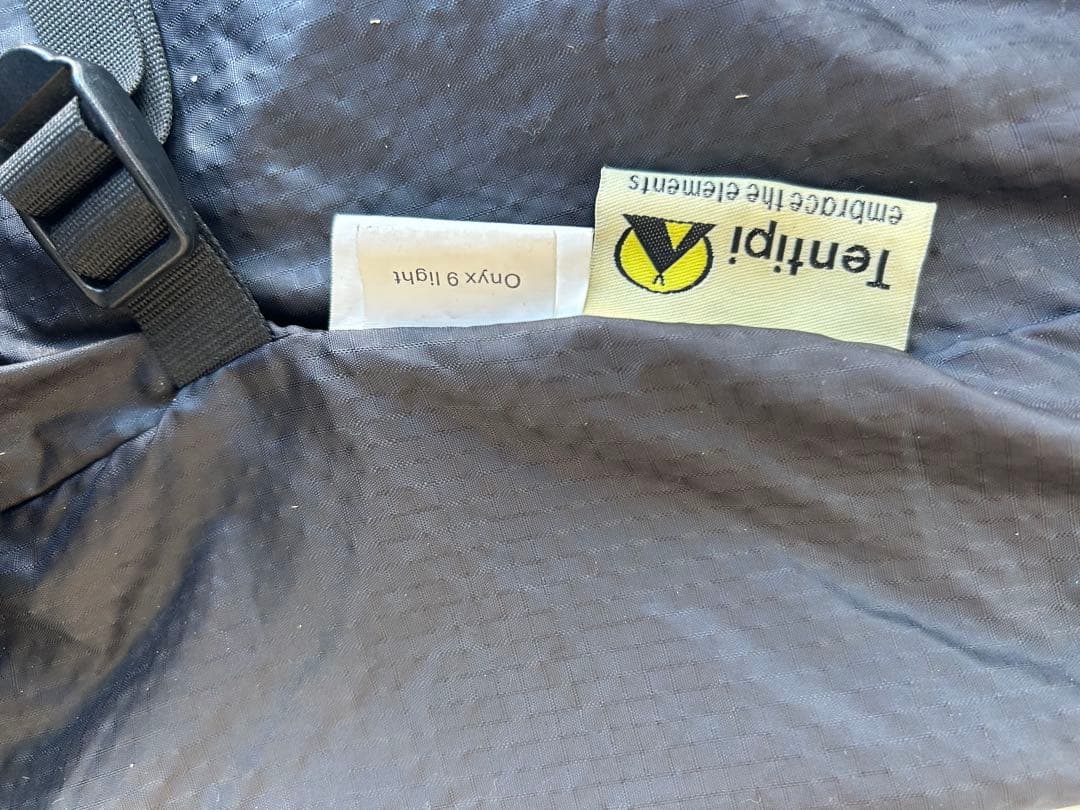 Tentipi
embrace the elements
Onyx 9 light